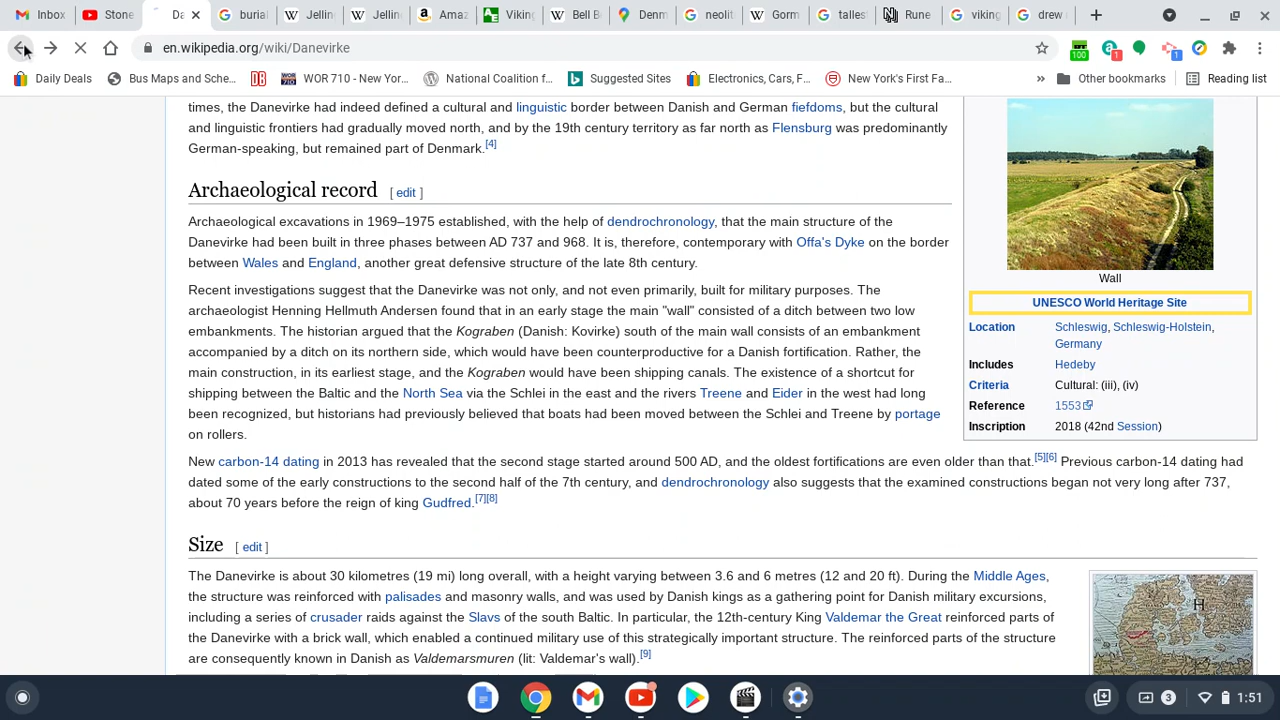 Inbox
Stone
Da
burial
Jellin
Jellin
Amaz
Viking
Bell B
Denm
neolit
Gorm
tallest
Rune
viking
drew
en.wikipedia.org/wiki/Danevirke
100
1
1
Daily Deals
Bus Maps and Sche...
WOR 710 - New Yor...
National Coalition f...
Suggested Sites
Electronics, Cars, F...
New York's First Fa...
»
Other bookmarks
Reading list
times, the Danevirke had indeed defined a cultural and linguistic border between Danish and German fiefdoms, but the cultural
and linguistic frontiers had gradually moved north, and by the 19th century territory as far north as Flensburg was predominantly
German-speaking, but remained part of Denmark.[4]
Archaeological record [ edit ]
Archaeological excavations in 1969–1975 established, with the help of dendrochronology, that the main structure of the
Danevirke had been built in three phases between AD 737 and 968. It is, therefore, contemporary with Offa's Dyke on the border
between Wales and England, another great defensive structure of the late 8th century.
Recent investigations suggest that the Danevirke was not only, and not even primarily, built for military purposes. The
archaeologist Henning Hellmuth Andersen found that in an early stage the main "wall" consisted of a ditch between two low
embankments. The historian argued that the Kograben (Danish: Kovirke) south of the main wall consists of an embankment
accompanied by a ditch on its northern side, which would have been counterproductive for a Danish fortification. Rather, the
main construction, in its earliestage, and the Kograben would have been shipping canals. The existence of a shortcut for
shipping between the Baltic and the North Sea via the Schlei in the east and the rivers Treene and Eider in the west had long
been recognized, but historians had previously believed that boats had been moved between the Schlei and Treene by portage
on rollers.
New carbon-14 dating in 2013 has revealed that the second stage started around 500 AD, and the oldest fortifications are even older than that.[5][6] Previous carbon-14 dating had
dated some of the early constructions to the second half of the 7th century, and dendrochronology also suggests that the examined constructions began not very long after 737,
about 70 years before the reign of king Gudfred.[7][8]
Size [ edit ]
The Danevirke is about 30 kilometres (19 mi) long overall, with a height varying between 3.6 and 6 metres (12 and 20 ft). During the Middle Ages,
the structure was reinforced with palisades and masonry walls, and was used by Danish kings as a gathering point for Danish military excursions,
including a series of crusader raids against the Slavs of the south Baltic. In particular, the 12th-century King Valdemar the Great reinforced parts of
the Danevirke with a brick wall, which enabled a continued military use of this strategically important structure. The reinforced parts of the structure
are consequently known in Danish as Valdemarsmuren (lit: Valdemar's wall).[9]
Wall
UNESCO World Heritage Site
Location Schleswig, Schleswig-Holstein,
Germany
Includes Hedeby
Criteria Cultural: (iii), (iv)
Reference 1553
Inscription 2018 (42nd Session)
H
3
1:51